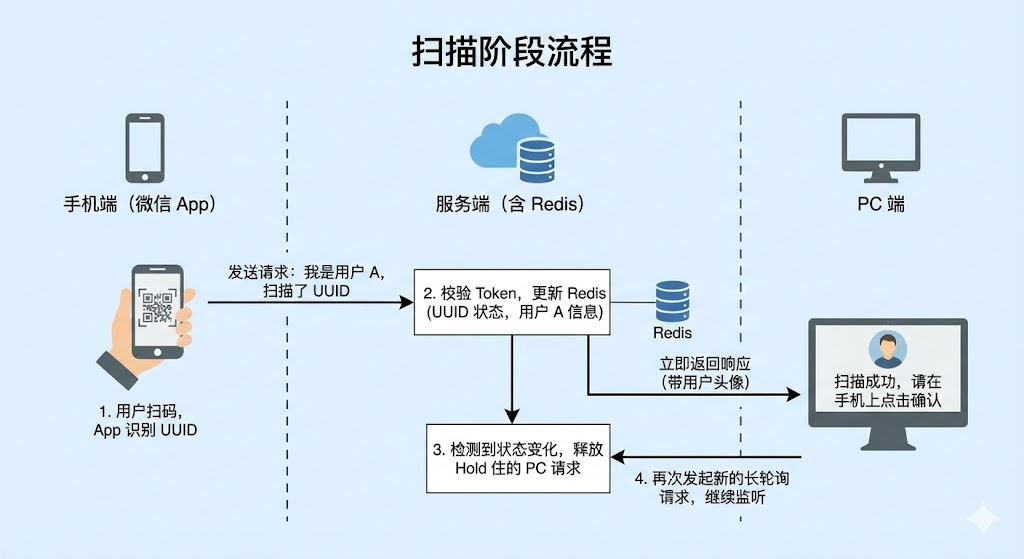 扫描阶段流程
手机端（微信 App）
服务端（含 Redis）
PC 端
发送请求：我是用户 A，
扫描了 UUID
2. 校验 Token，更新 Redis
(UUID 状态，用户 A 信息)
Redis
1. 用户扫码，
App 识别 UUID
立即返回响应
（带用户头像）
扫描成功，请在
手机上点击确认
3. 检测到状态变化，释放
Hold 住的 PC 请求
4. 再次发起新的长轮询
请求，继续监听